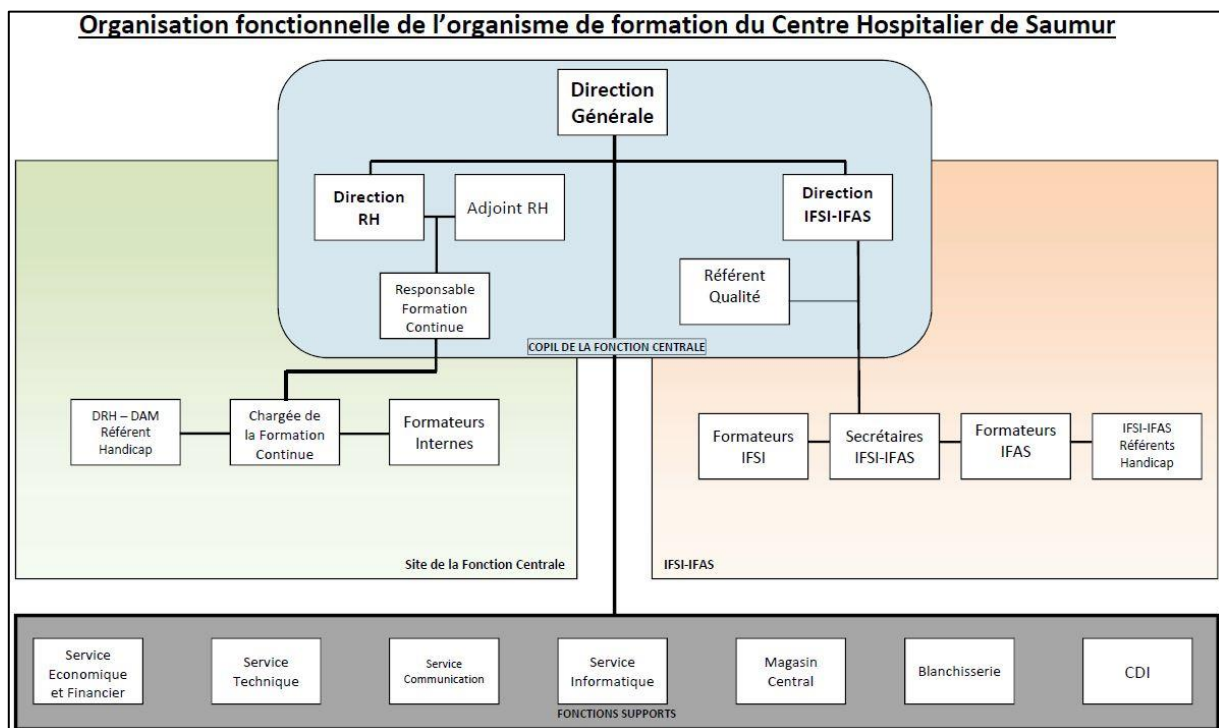 Organisation fonctionnelle de l’organisme de formation du Centre Hospitalier de Saumur
Direction
Générale
Direction
RH
Adjoint RH
Direction
IFSI-IFAS
Responsable
Formation
Continue
Référent
Qualité
COPIL DE LA FONCTION CENTRALE
DRH – DAM
Référent
Handicap
Chargée de
la Formation
Continue
Formateurs
Internes
Formateurs
IFSI
Secrétaires
IFSI-IFAS
Formateurs
IFAS
IFSI-IFAS
Référents
Handicap
Site de la Fonction Centrale
IFSI-IFAS
Service
Economique
et Financier
Service
Technique
Service
Communication
Service
Informatique
Magasin
Central
Blanchisserie
CDI
FONCTIONS SUPPORTS